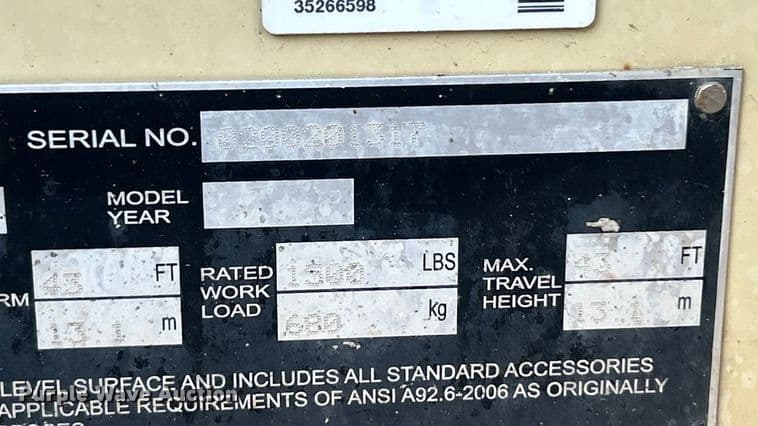 35266598
SERIAL NO. 0200201317
MODEL
YEAR
43 FT
RM
13.1 m
RATED
WORK
LOAD
1500 LBS
680 kg
MAX.
TRAVEL
HEIGHT
43 FT
13.1 m
LEVEL SURFACE AND INCLUDES ALL STANDARD ACCESSORIES
APPLICABLE REQUIREMENTS OF ANSI A92.6-2006 AS ORIGINALLY
Purple Wave Auction